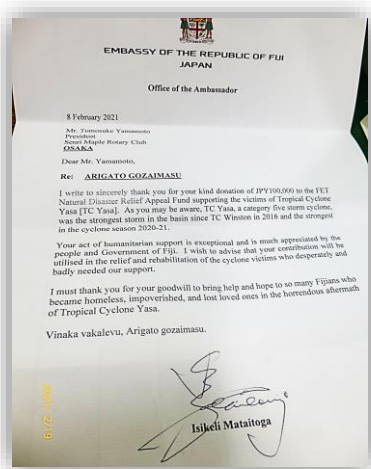 EMBASSY OF THE REPUBLIC OF FIJI
JAPAN
Office of the Ambassador
8 February 2021
Mr. Tomosuke Yamamoto
President
Senri Maple Rotary Club
OSAKA
Dear Mr. Yamamoto,
Re: ARIGATO GOZAIMASU
I write to sincerely thank you for your kind donation of JPY100,000 to the FET
Natural Disaster Relief Appeal Fund supporting the victims of Tropical Cyclone
Yasa [TC Yasa]. As you may be aware, TC Yasa, a category five storm cyclone,
was the strongest storm in the basin since TC Winston in 2016 and the strongest
in the cyclone season 2020-21.
Your act of humanitarian support is exceptional and is much appreciated by the
people and Government of Fiji. I wish to advise that your contribution will be
utilised in the relief and rehabilitation of the cyclone victims who desperately and
badly needed our support.
I must thank you for your goodwill to bring help and hope to so many Fijians who
became homeless, impoverished, and lost loved ones in the horrendous aftermath
of Tropical Cyclone Yasa.
Vinaka vakalevu, Arigato gozaimasu.
Isikeli Mataitoga